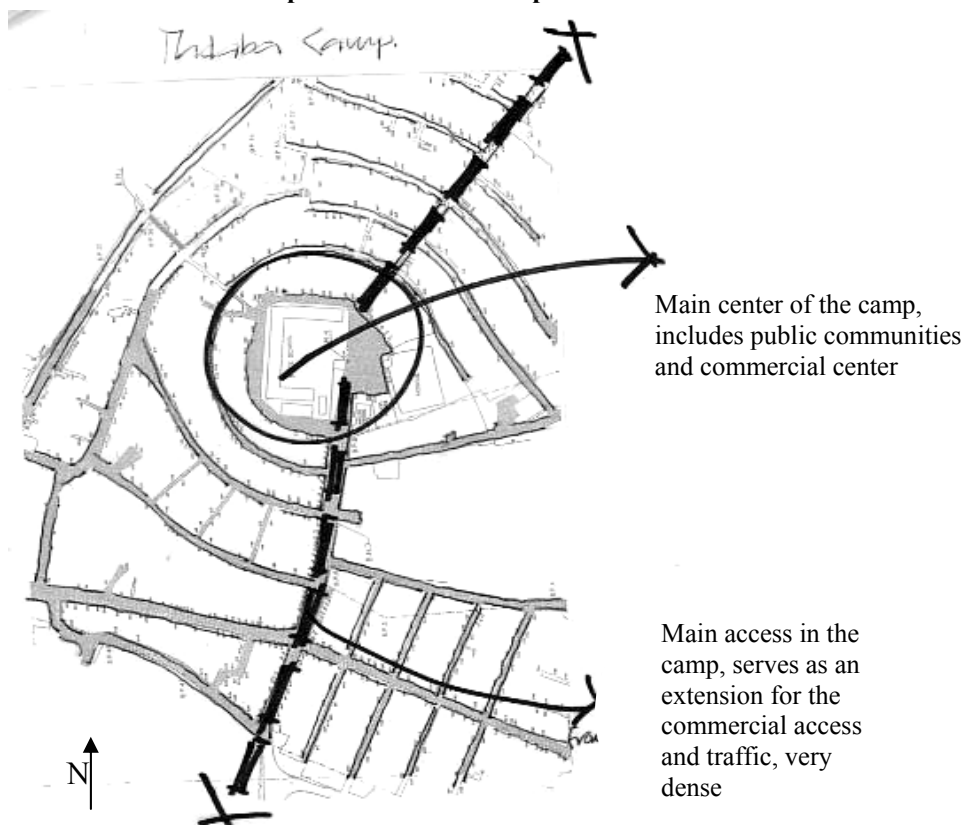 Camp.
Main center of the camp,
includes public communities
and commercial center
Main access in the
camp, serves as an
extension for the
commercial access
and traffic, very
dense
N